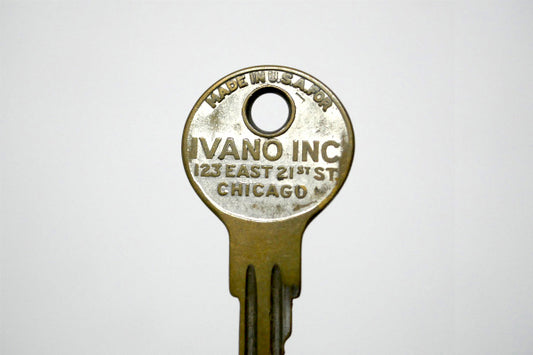 MADE IN U.S.A. FOR
IVANO INC
123 EAST 21ST ST
CHICAGO